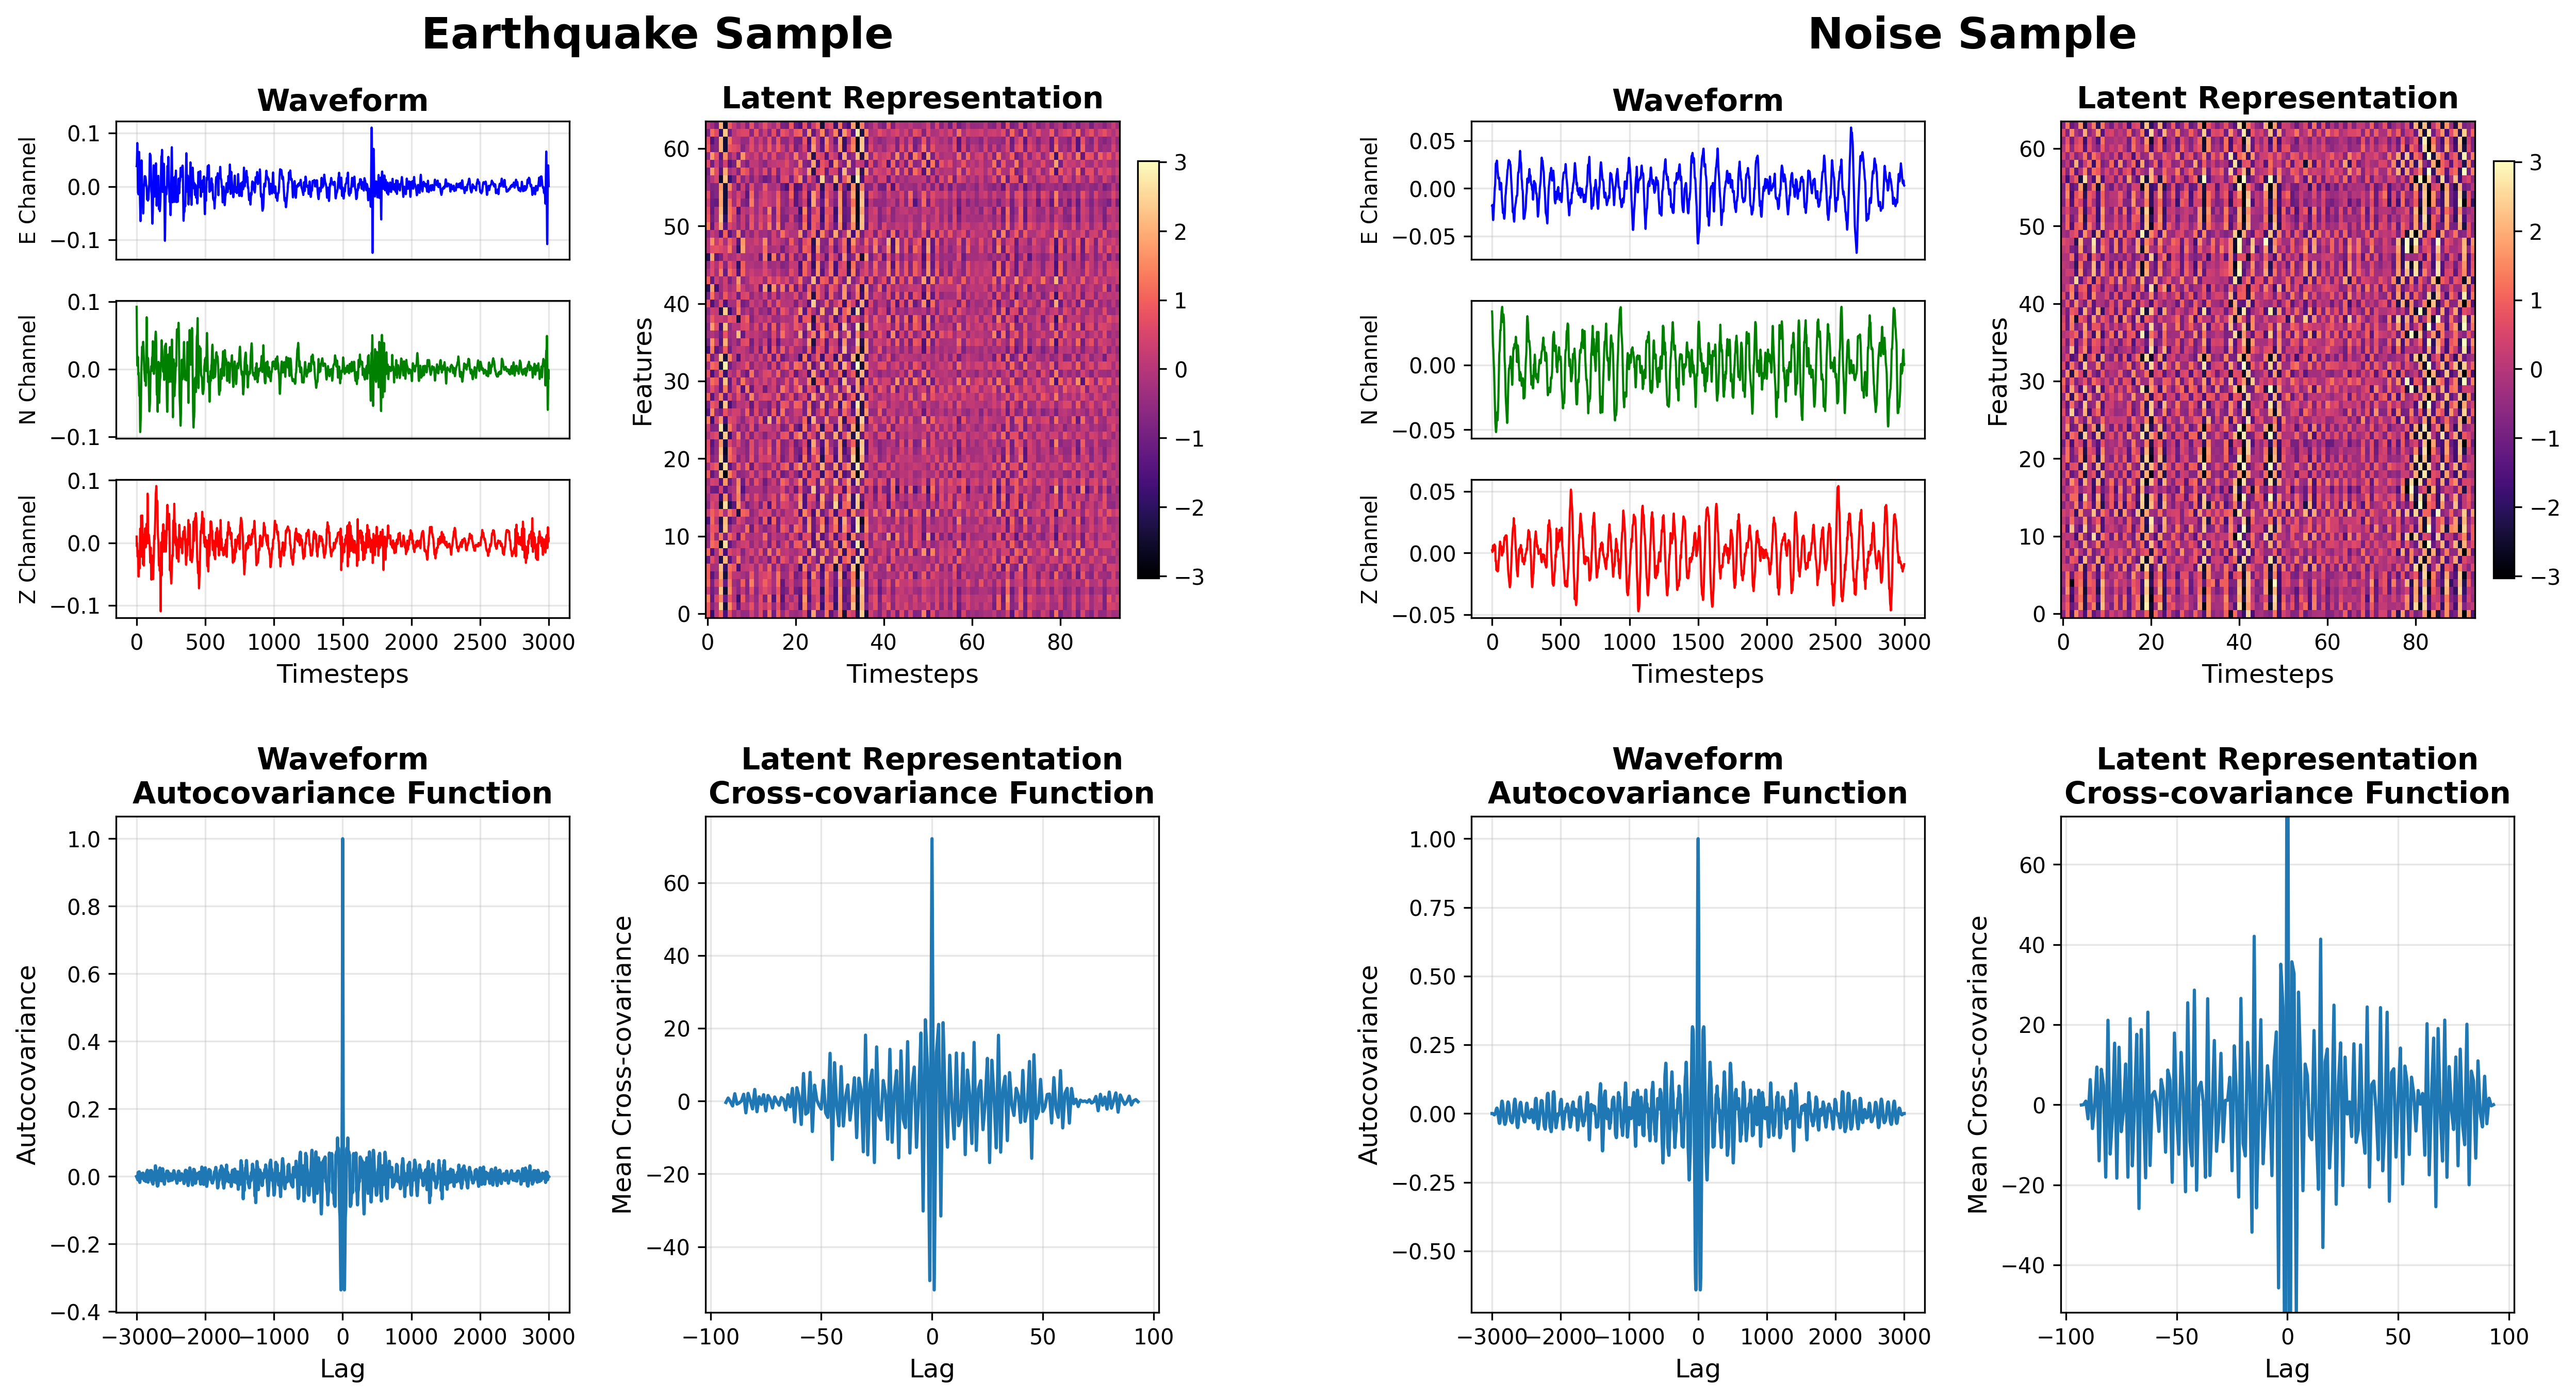 Earthquake Sample
Noise Sample
Waveform
E Channel
0.1
0.0
−0.1
N Channel
0.1
0.0
−0.1
Z Channel
0.1
0.0
−0.1
0 500 1000 1500 2000 2500 3000
Timesteps
Latent Representation
Features
60
50
40
30
20
10
0
0 20 40 60 80
Timesteps
3
2
1
0
−1
−2
−3
Waveform
E Channel
0.05
0.00
−0.05
N Channel
0.00
−0.05
Z Channel
0.05
0.00
−0.05
0 500 1000 1500 2000 2500 3000
Timesteps
Latent Representation
Features
60
50
40
30
20
10
0
0 20 40 60 80
Timesteps
3
2
1
0
−1
−2
−3
Waveform
Autocovariance Function
Autocovariance
1.0
0.8
0.6
0.4
0.2
0.0
−0.2
−0.4
−3000 −2000 −1000 0 1000 2000 3000
Lag
Latent Representation
Cross-covariance Function
Mean Cross-covariance
60
40
20
0
−20
−40
−100 −50 0 50 100
Lag
Waveform
Autocovariance Function
Autocovariance
1.00
0.75
0.50
0.25
0.00
−0.25
−0.50
−3000 −2000 −1000 0 1000 2000 3000
Lag
Latent Representation
Cross-covariance Function
Mean Cross-covariance
60
40
20
0
−20
−40
−100 −50 0 50 100
Lag